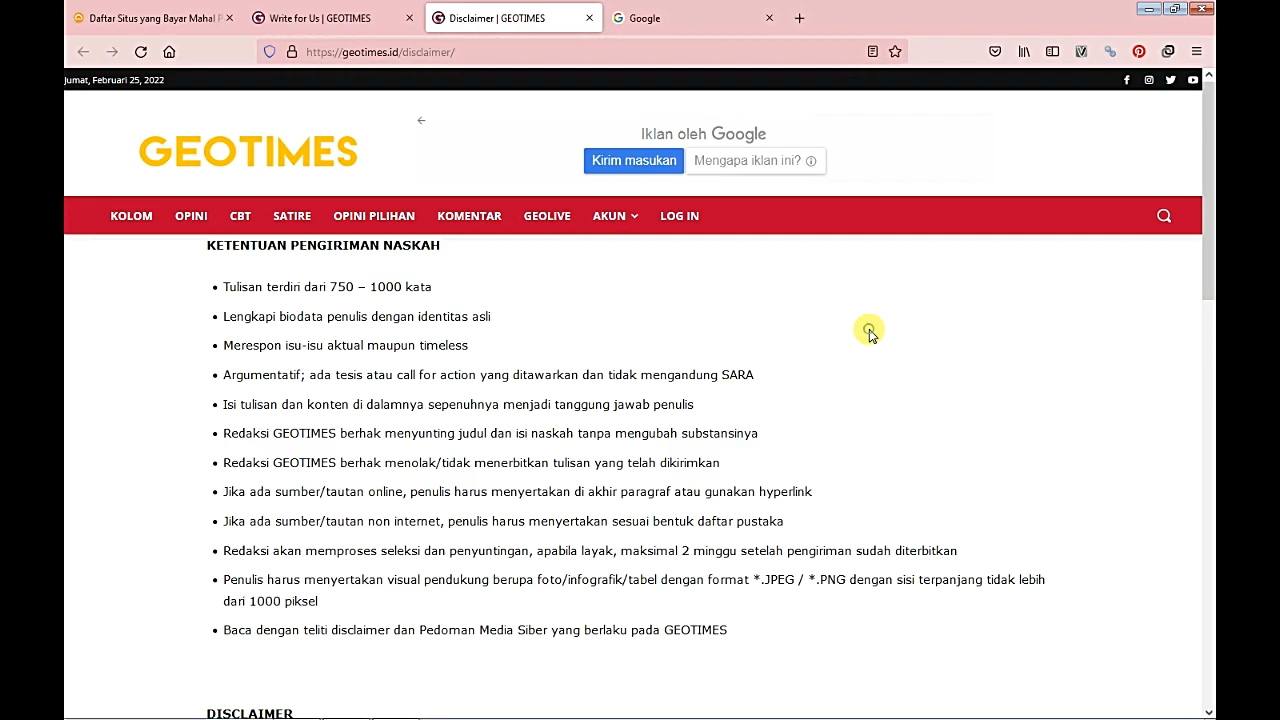 Daftar Situs yang Bayar Mahal
Write for Us | GEOTIMES
Disclaimer | GEOTIMES
Google
https://geotimes.id/disclaimer/
Jumat, Februari 25, 2022
GEOTIMES
Iklan oleh Google
Kirim masukan
Mengapa iklan ini?
KOLOM OPINI CBT SATIRE OPINI PILIHAN KOMENTAR GEOLIVE AKUN LOG IN
KETENTUAN PENGIRIMAN NASKAH
• Tulisan terdiri dari 750 – 1000 kata
• Lengkapi biodata penulis dengan identitas asli
• Merespon isu-isu aktual maupun timeless
• Argumentatif; ada tesis atau call for action yang ditawarkan dan tidak mengandung SARA
• Isi tulisan dan konten di dalamnya sepenuhnya menjadi tanggung jawab penulis
• Redaksi GEOTIMES berhak menyunting judul dan isi naskah tanpa mengubah substansinya
• Redaksi GEOTIMES berhak menolak/tidak menerbitkan tulisan yang telah dikirimkan
• Jika ada sumber/tautan online, penulis harus menyertakan di akhir paragraf atau gunakan hyperlink
• Jika ada sumber/tautan non internet, penulis harus menyertakan sesuai bentuk daftar pustaka
• Redaksi akan memproses seleksi dan penyuntingan, apabila layak, maksimal 2 minggu setelah pengiriman sudah diterbitkan
• Penulis harus menyertakan visual pendukung berupa foto/infografik/tabel dengan format *.JPEG / *.PNG dengan sisi terpanjang tidak lebih
dari 1000 piksel
• Baca dengan teliti disclaimer dan Pedoman Media Siber yang berlaku pada GEOTIMES
DISCLAIMER